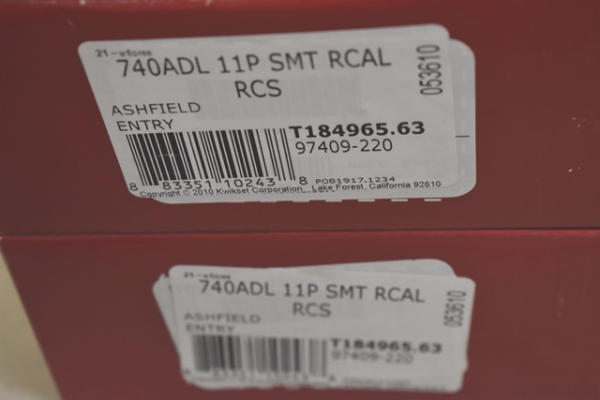 740ADL 11P SMT RCAL
RCS
053610
ASHFIELD
ENTRY
T184965.63
97409-220
8 83351 10243 8 POB1917.1234
Copyright © 2010 Kwikset Corporation Lake Forest, California 92610
740ADL 11P SMT RCAL
RCS
053610
ASHFIELD
ENTRY
T184965.63
97409-220